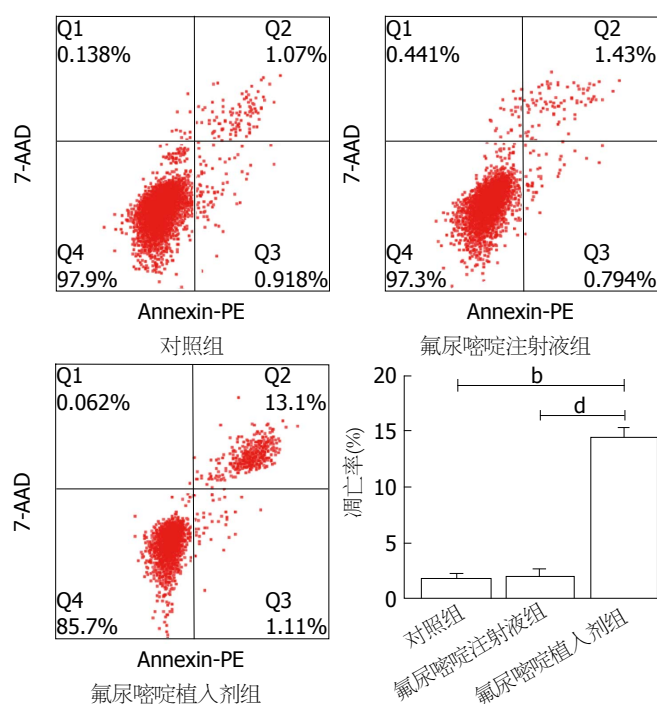 Q1 Q2
0.138% 1.07%
7-AAD
Q4 Q3
97.9% 0.918%
Annexin-PE
对照组
Q1 Q2
0.441% 1.43%
7-AAD
Q4 Q3
97.3% 0.794%
Annexin-PE
氟尿嘧啶注射液组
Q1 Q2
0.062% 13.1%
7-AAD
Q4 Q3
85.7% 1.11%
Annexin-PE
氟尿嘧啶植入剂组
20
15
10
5
0
凋亡率(%)
b
d
对照组
氟尿嘧啶注射液组
氟尿嘧啶植入剂组